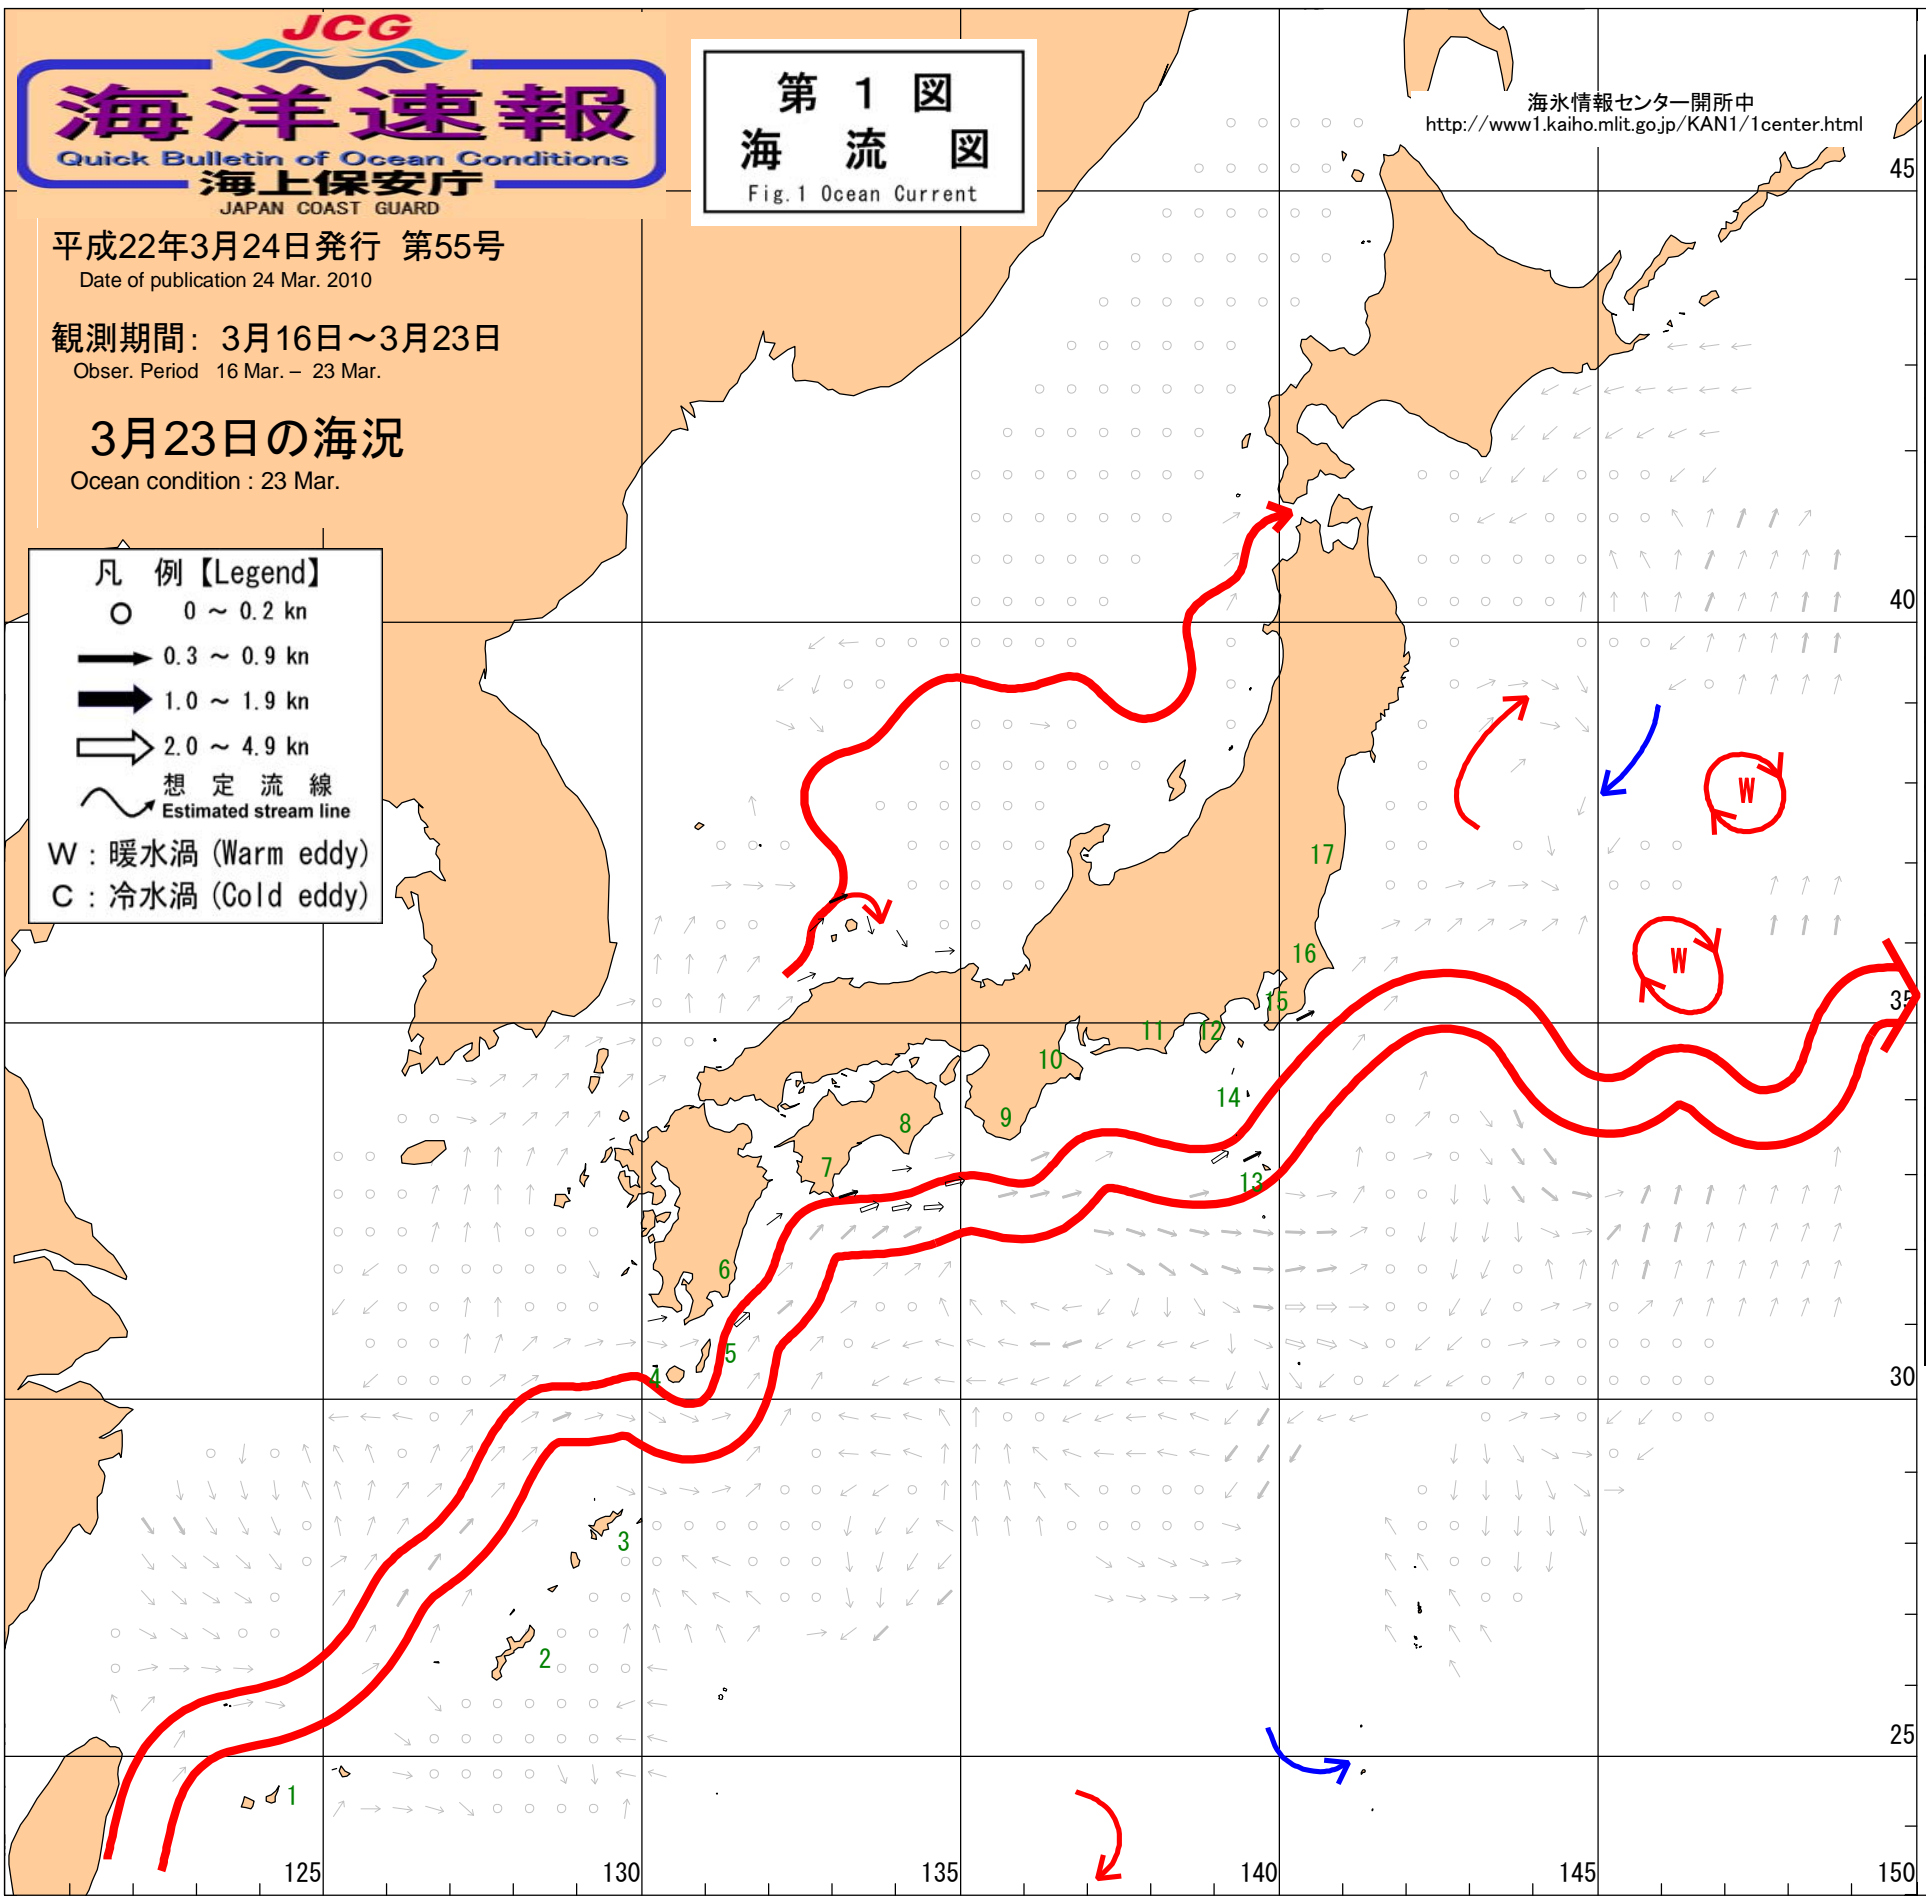 JCG
海洋速報
Quick Bulletin of Ocean Conditions
海上保安庁
JAPAN COAST GUARD
第 1 図
海 流 図
Fig.1 Ocean Current
海氷情報センター開所中
http://www1.kaiho.mlit.go.jp/KAN1/1center.html
平成22年3月24日発行 第55号
Date of publication 24 Mar. 2010
観測期間: 3月16日～3月23日
Obser. Period 16 Mar. – 23 Mar.
3月23日の海況
Ocean condition : 23 Mar.
凡 例【Legend】
0 ～ 0.2 kn
0.3 ～ 0.9 kn
1.0 ～ 1.9 kn
2.0 ～ 4.9 kn
想 定 流 線
Estimated stream line
W : 暖水渦 (Warm eddy)
C : 冷水渦 (Cold eddy)
45
40
W
17
W
16
35
15
12
11
10
14
9
8
7
13
6
5
4
30
3
2
25
1
125
130
135
140
145
150